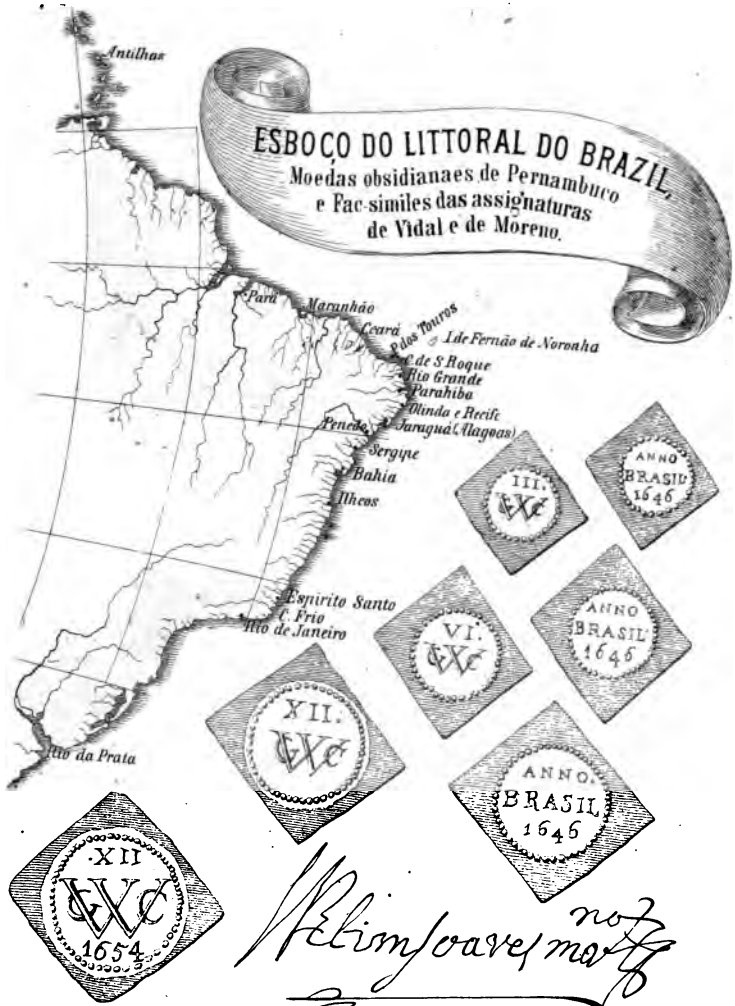 Antilhas
ESBOÇO DO LITTORAL DO BRAZIL,
Moedas obsidianaes de Pernambuco
e Fac-similes das assignaturas
de Vidal e de Moreno.
Pará
Maranhão
Ceará
P. dos Touros
I. de Fernão de Noronha
C. de S. Roque
Rio Grande
Parahiba
Olinda e Recife
Penedo
Jaraguá (Alagoas)
Sergipe
Bahia
Ilheos
Espirito Santo
C. Frio
Rio de Janeiro
Rio da Prata
III.
GWC
ANNO
BRASIL
1646
VI.
GWC
ANNO
BRASIL
1646
XII.
GWC
ANNO.
BRASIL
1646
.XII
GWC
1654